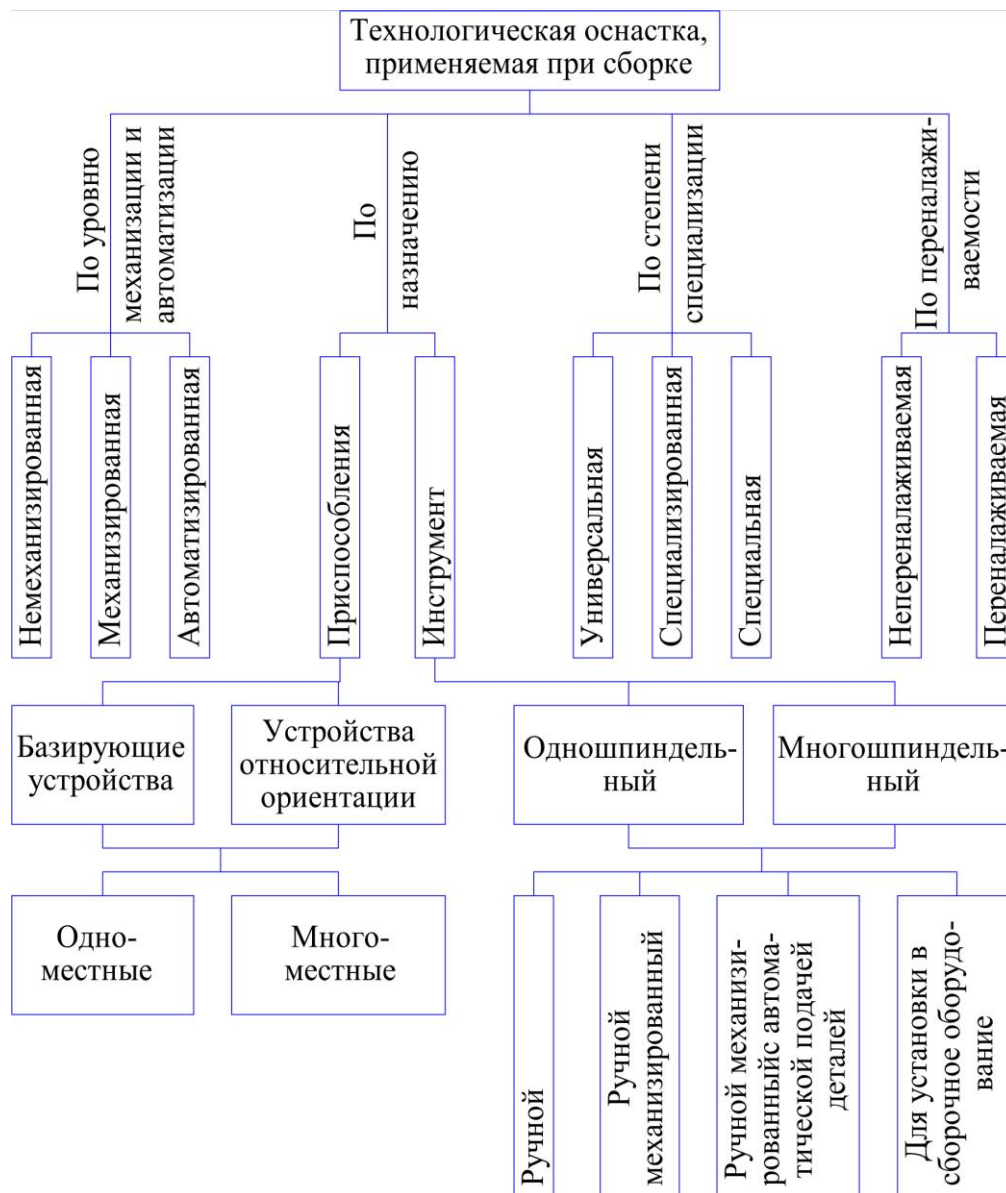 Технологическая оснастка,
применяемая при сборке
По уровню
механизации и
автоматизации
По
назначению
По степени
специализации
По переналажи-
ваемости
Немеханизированная
Механизированная
Автоматизированная
Приспособления
Инструмент
Универсальная
Специализированная
Специальная
Непереналаживаемая
Переналаживаемая
Базирующие
устройства
Устройства
относительной
ориентации
Одношпиндель-
ный
Многошпиндель-
ный
Одно-
местные
Много-
местные
Ручной
Ручной
механизированный
Ручной механизи-
рованныйс автома-
тической подачей
деталей
Для установки в
сборочное оборудо-
вание